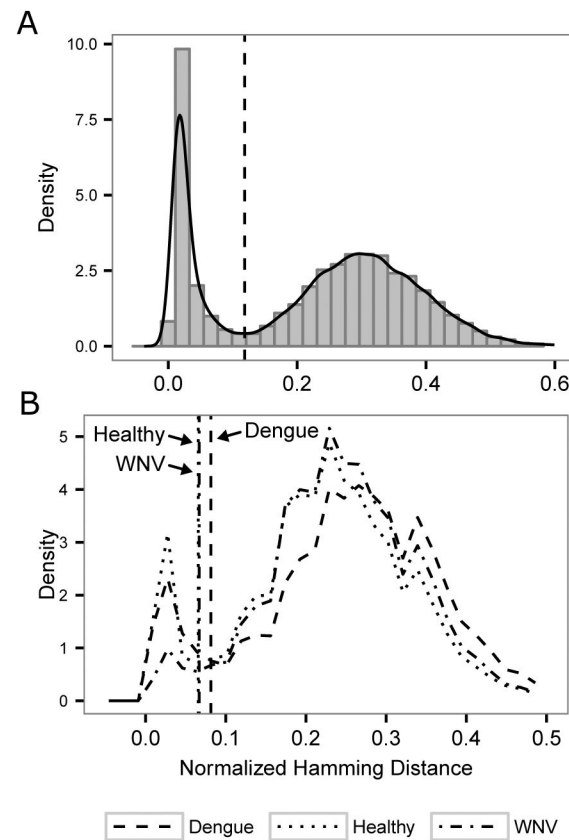 A
Density
10.0
7.5
5.0
2.5
0.0
0.0 0.2 0.4 0.6
B
Density
5
4
3
2
1
0
Healthy
WNV
Dengue
0.0 0.1 0.2 0.3 0.4 0.5
Normalized Hamming Distance
Dengue Healthy WNV